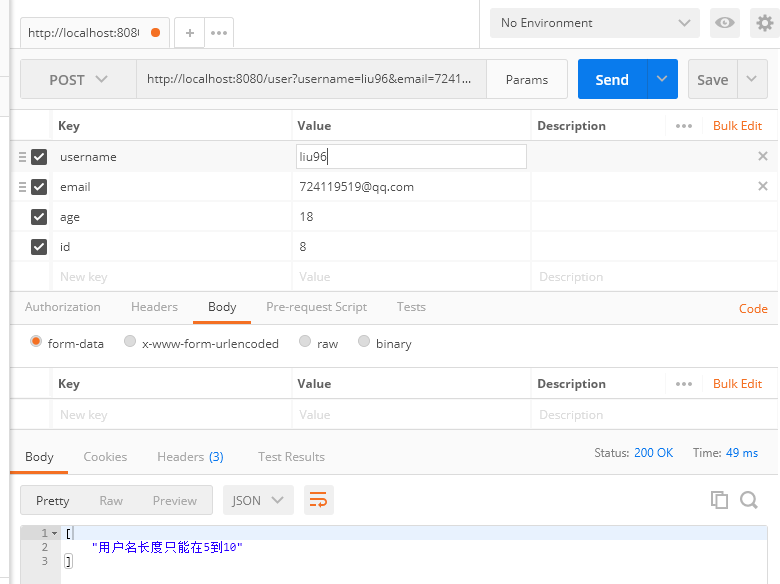 http://localhost:808
+ •••
No Environment
POST http://localhost:8080/user?username=liu96&email=7241... Params Send Save
Key Value Description ••• Bulk Edit
username liu96
email 724119519@qq.com
age 18
id 8
New key Value Description
Authorization Headers Body Pre-request Script Tests Code
form-data x-www-form-urlencoded raw binary
Key Value Description ••• Bulk Edit
New key Value Description
Body Cookies Headers (3) Test Results Status: 200 OK Time: 49 ms
Pretty Raw Preview JSON
1 [
2 "用户名长度只能在5到10"
3 ]